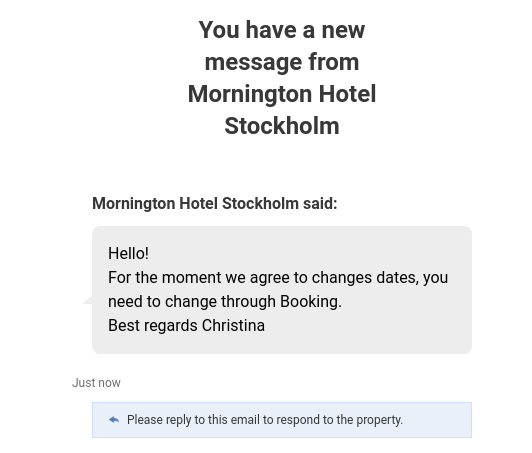 You have a new
message from
Mornington Hotel
Stockholm
Mornington Hotel Stockholm said:
Hello!
For the moment we agree to changes dates, you
need to change through Booking.
Best regards Christina
Just now
Please reply to this email to respond to the property.